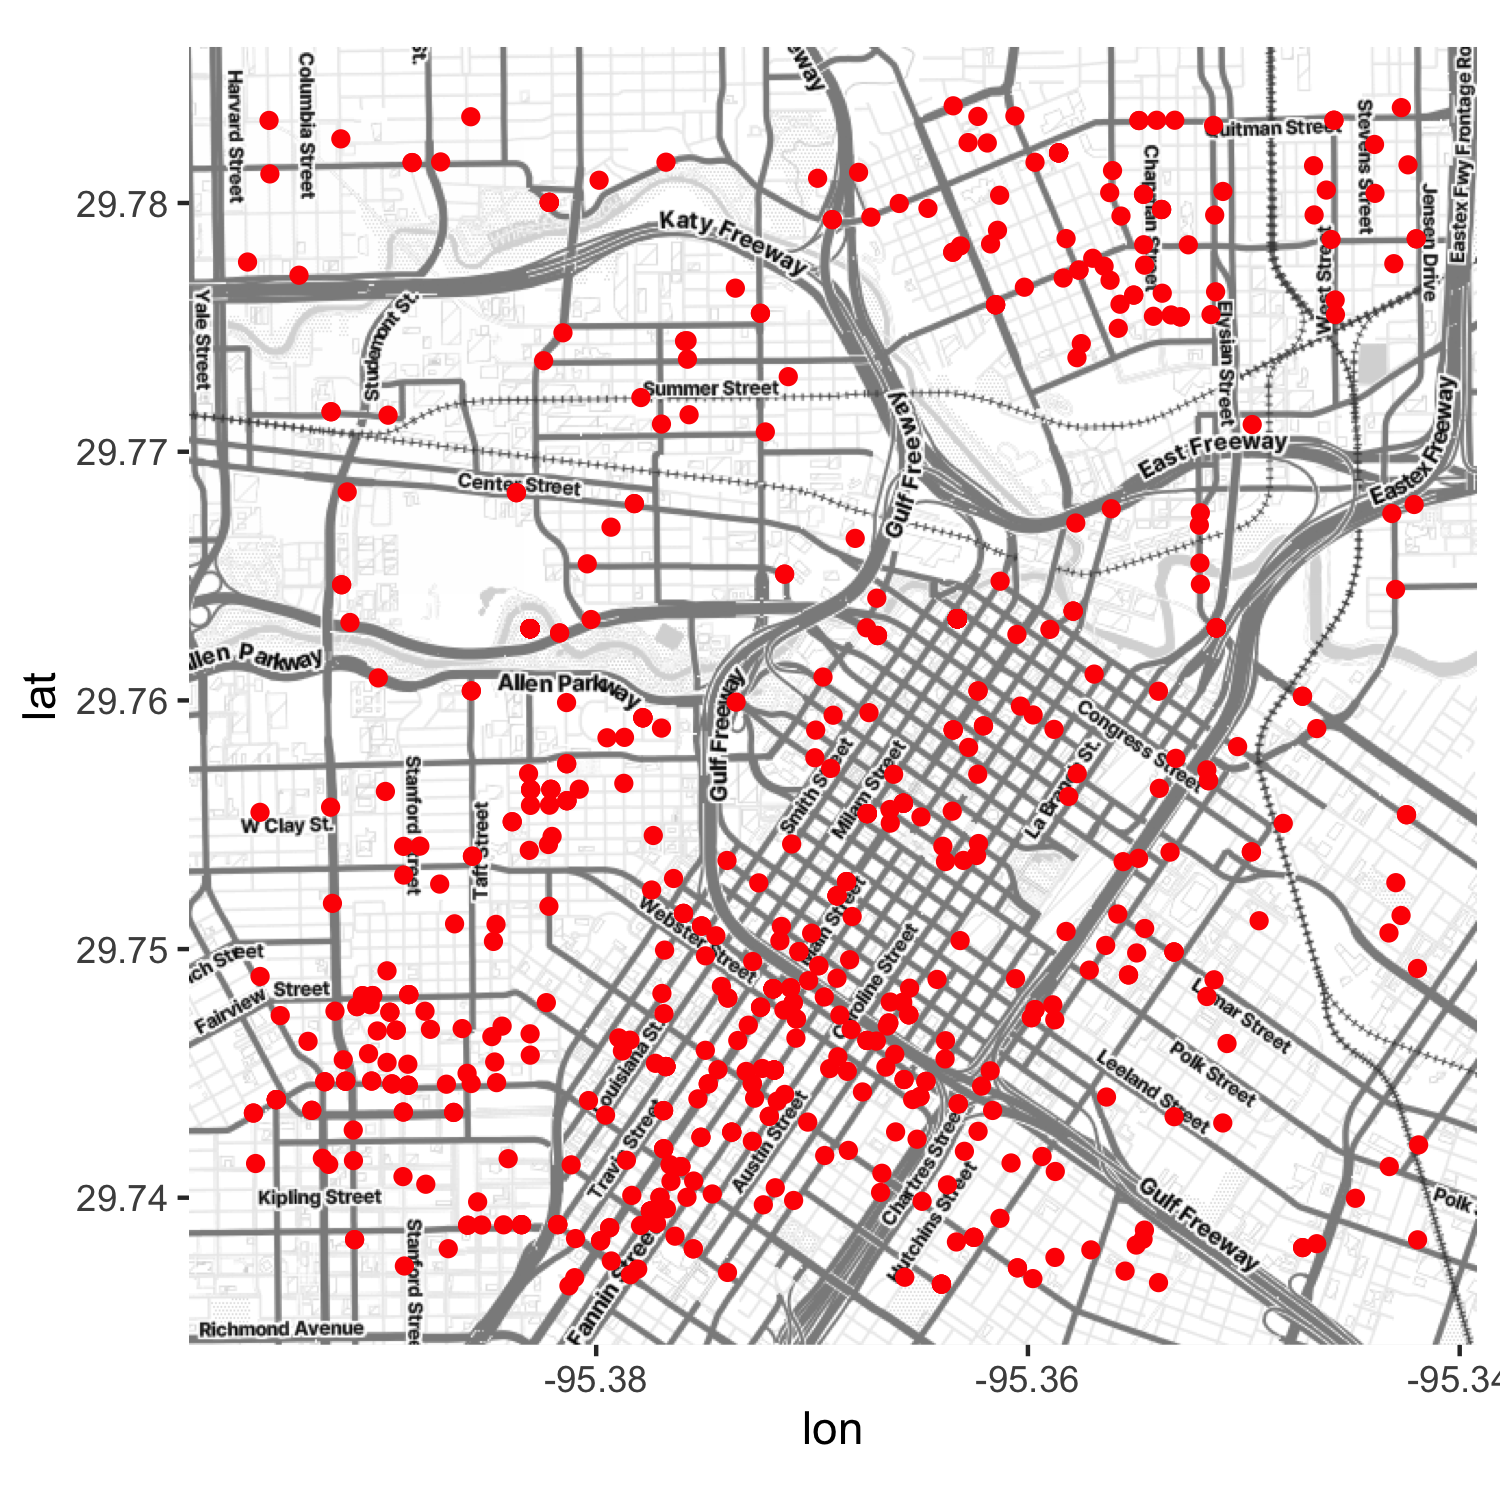 Harvard Street
Columbia Street
St.
eway
Quitman Street
Stevens Street
Eastex Fwy Frontage Ro
Chapman Street
Jensen Drive
29.78
Katy Freeway
West Street
Yale Street
Studemont St.
Elysian Street
Summer Street
Gulf Freeway
29.77
East Freeway
Eastex Freeway
Center Street
Allen Parkway
Allen Parkway
lat
29.76
Gulf Freeway
Congress Street
Smith Street
Milam Street
La Branch St.
Stanford Street
W Clay St.
Taft Street
Webster Street
Main Street
29.75
ch Street
Caroline Street
Fairview Street
Lamar Street
Louisiana St.
Polk Street
Leeland Street
Travis Street
Austin Street
Chartres Street
Hutchins Street
29.74
Kipling Street
Gulf Freeway
Polk S
Stanford Stree
Fannin Street
Richmond Avenue
-95.38
-95.36
-95.34
lon